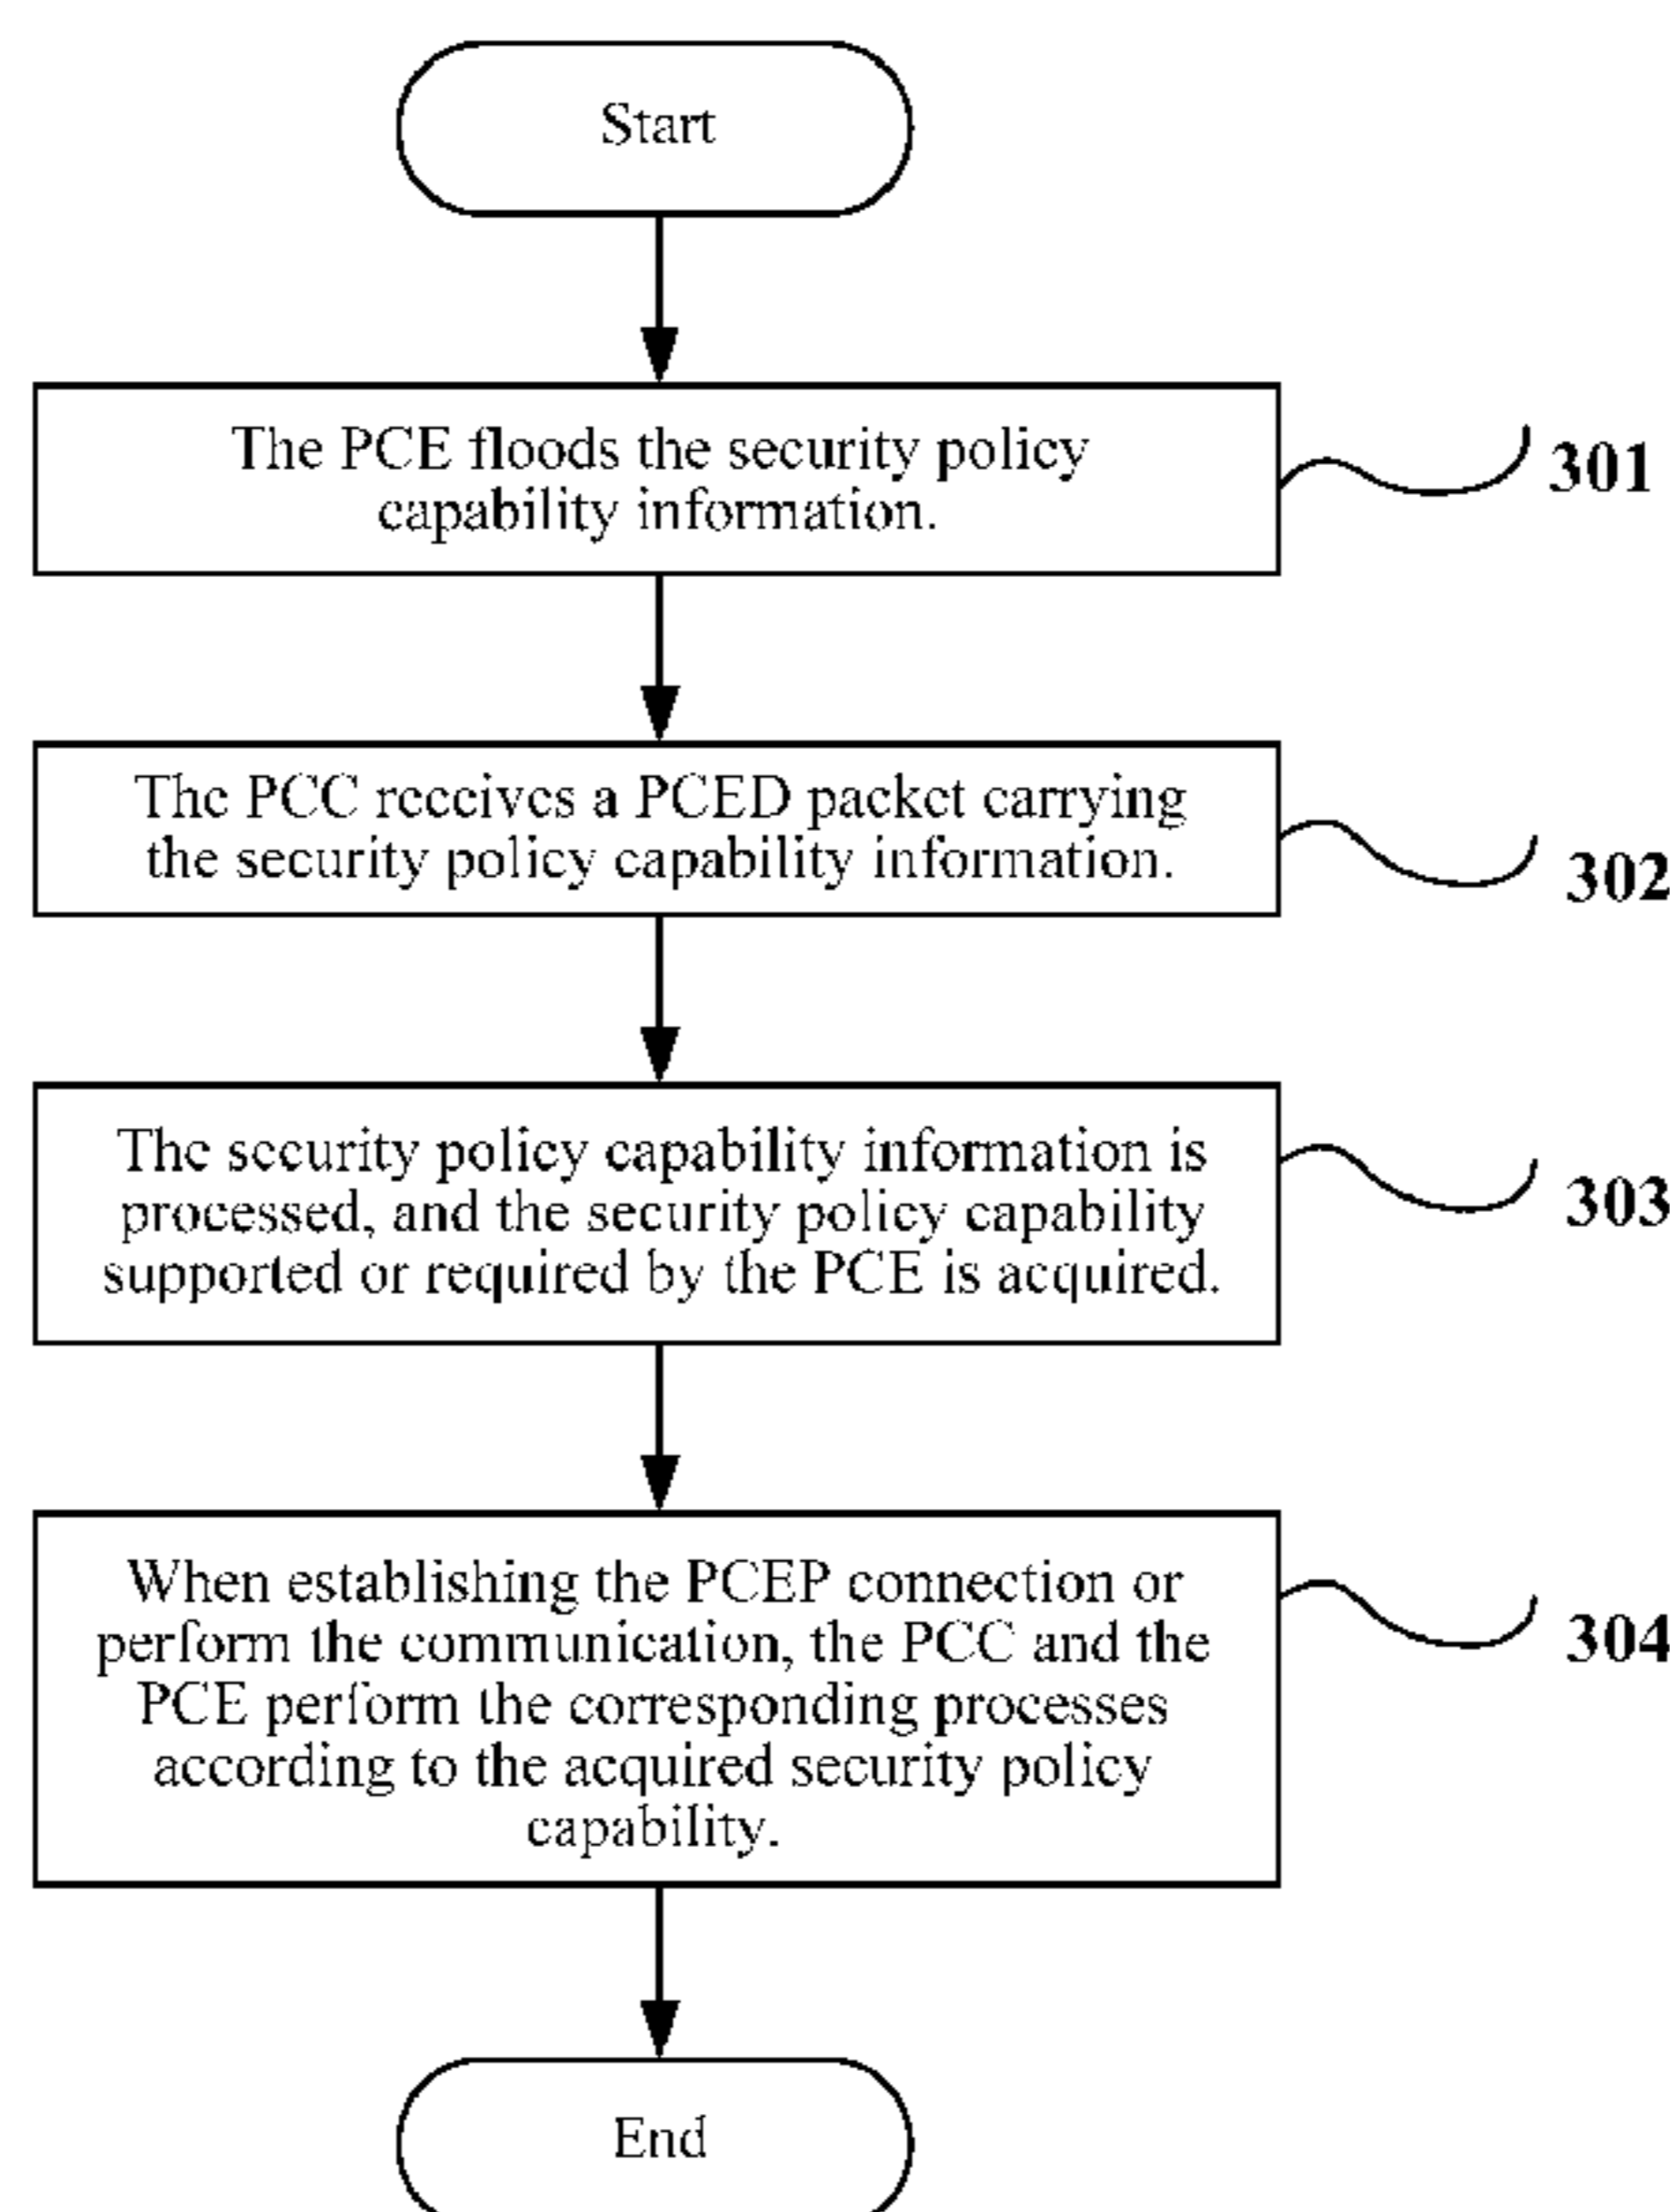 Start
The PCE floods the security policy
capability information.
301
The PCC receives a PCED packet carrying
the security policy capability information.
302
The security policy capability information is
processed, and the security policy capability
supported or required by the PCE is acquired.
303
When establishing the PCEP connection or
perform the communication, the PCC and the
PCE perform the corresponding processes
according to the acquired security policy
capability.
304
End